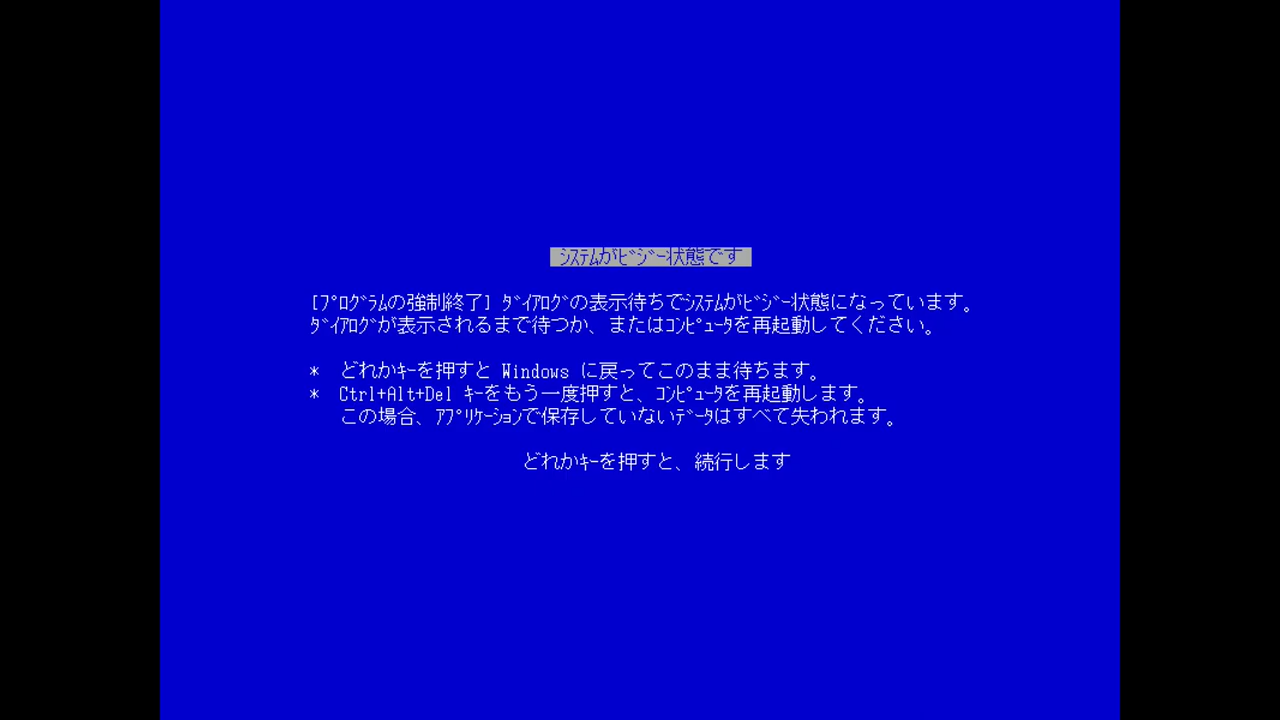 ｼｽﾃﾑがﾋﾞｼﾞｰ状態です
[ﾌﾟﾛｸﾞﾗﾑの強制終了] ﾀﾞｲｱﾛｸﾞの表示待ちでｼｽﾃﾑがﾋﾞｼﾞｰ状態になっています。
ﾀﾞｲｱﾛｸﾞが表示されるまで待つか、またはｺﾝﾋﾟｭｰﾀを再起動してください。
* どれかｷｰを押すと Windows に戻ってこのまま待ちます。
* Ctrl+Alt+Del ｷｰをもう一度押すと、ｺﾝﾋﾟｭｰﾀを再起動します。
この場合、ｱﾌﾟﾘｹｰｼｮﾝで保存していないﾃﾞｰﾀはすべて失われます。
どれかｷｰを押すと、続行します